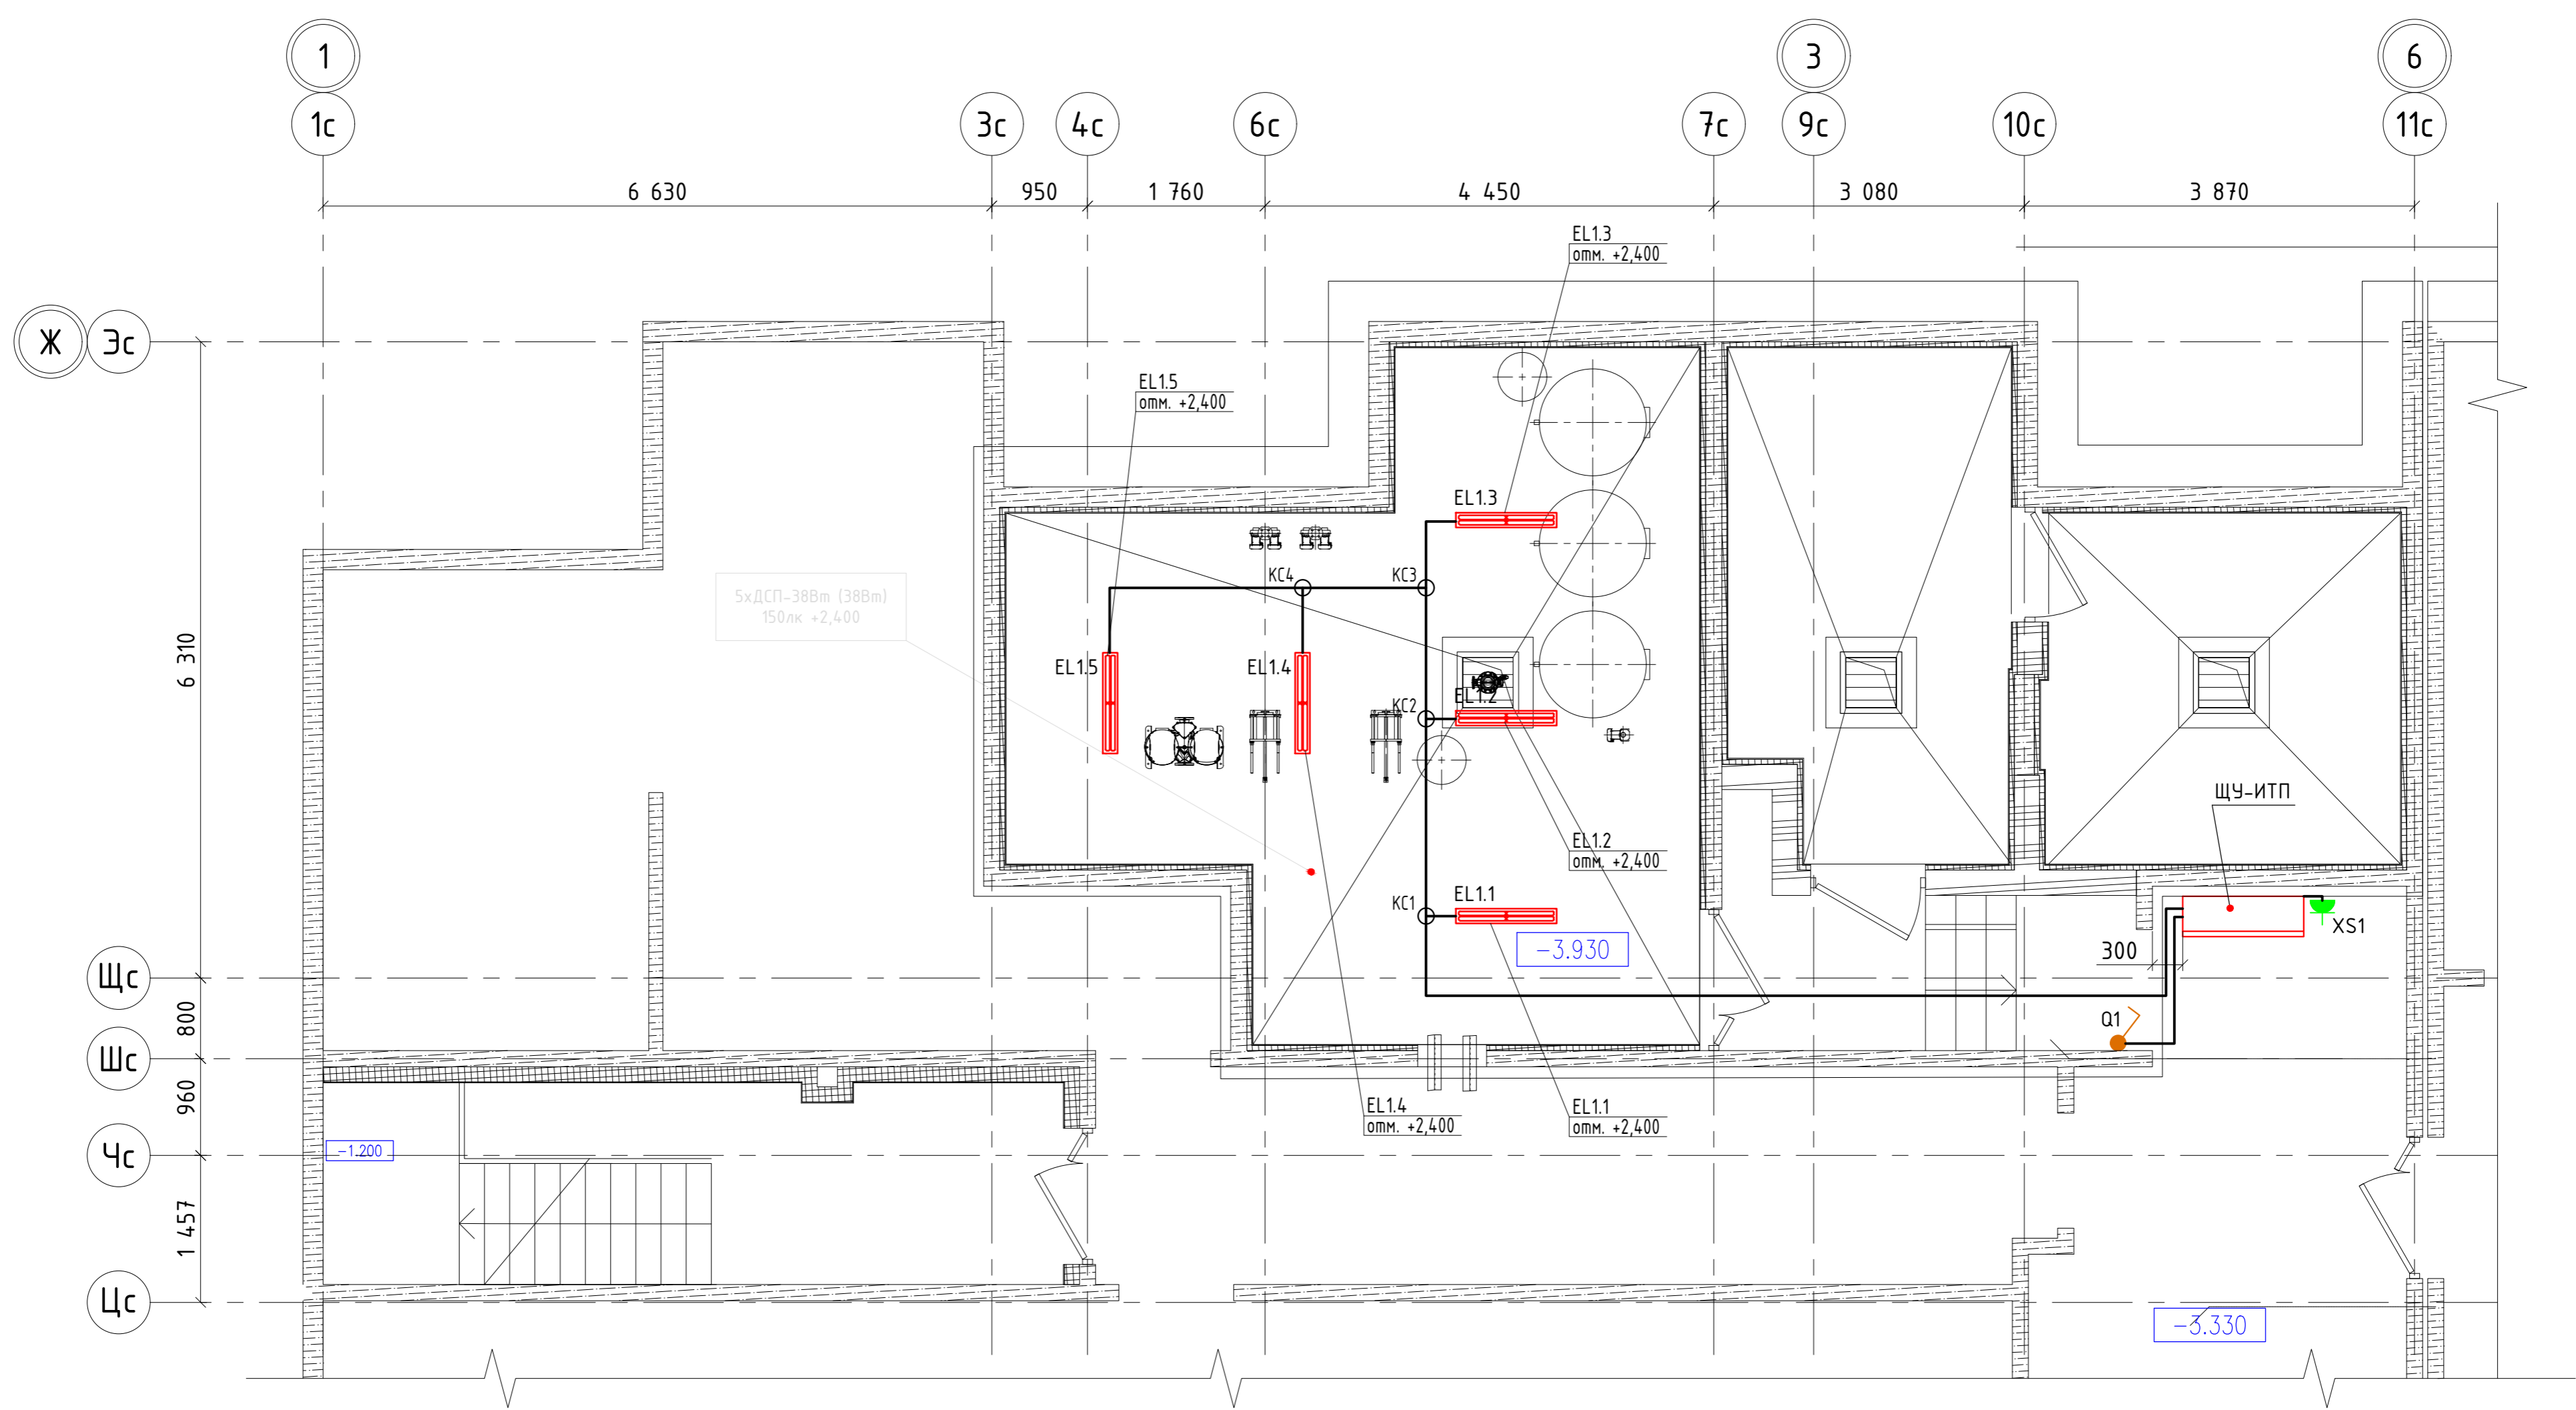 1
3
6
1с
3с
4с
6с
7с
9с
10с
11с
6 630
950
1 760
4 450
3 080
3 870
EL1.3
отм. +2,400
Ж
Эс
EL1.5
отм. +2,400
EL1.3
5хДСП-38Вт (38Вт)
150лк +2,400
КС4
КС3
6 310
EL1.5
EL1.4
EL1.2
КС2
ЩУ-ИТП
EL1.2
отм. +2,400
EL1.1
КС1
XS1
-3.930
300
Щс
800
Q1
Шс
960
EL1.4
отм. +2,400
EL1.1
отм. +2,400
-1.200
Чс
1 457
Цс
-3.330